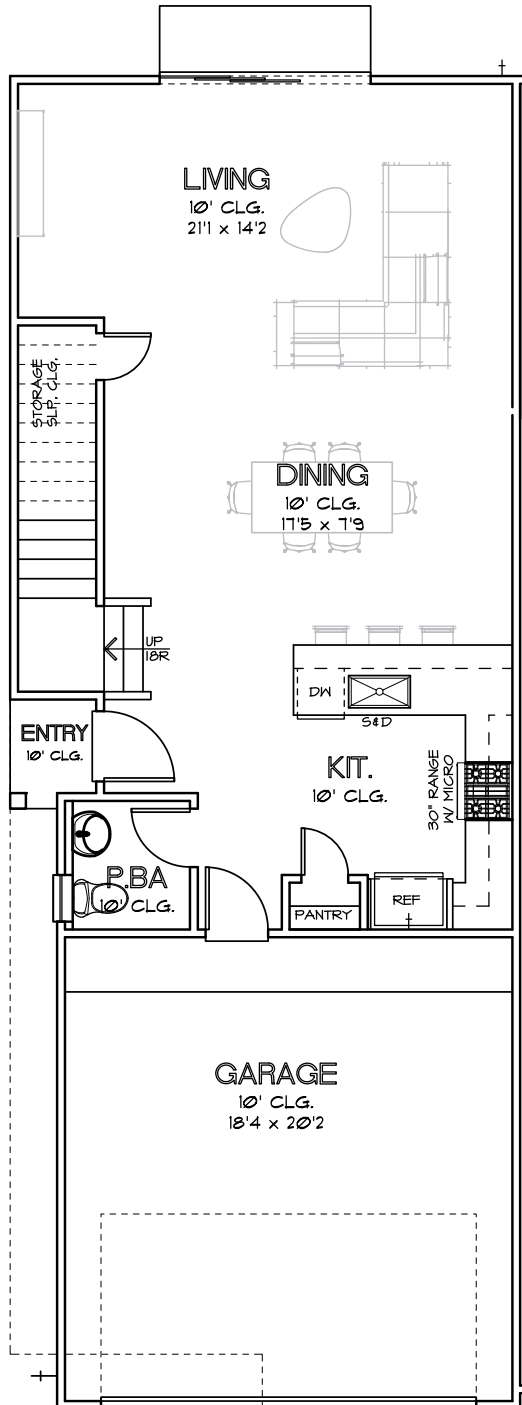 LIVING
10' CLG.
21'1 x 14'2
STORAGE
SLP. CLG.
DINING
10' CLG.
17'5 x 7'9
UP
18R
DW
S&D
ENTRY
10' CLG.
KIT.
10' CLG.
30" RANGE
W/ MICRO
P.BA
10' CLG.
PANTRY
REF
GARAGE
10' CLG.
18'4 x 20'2